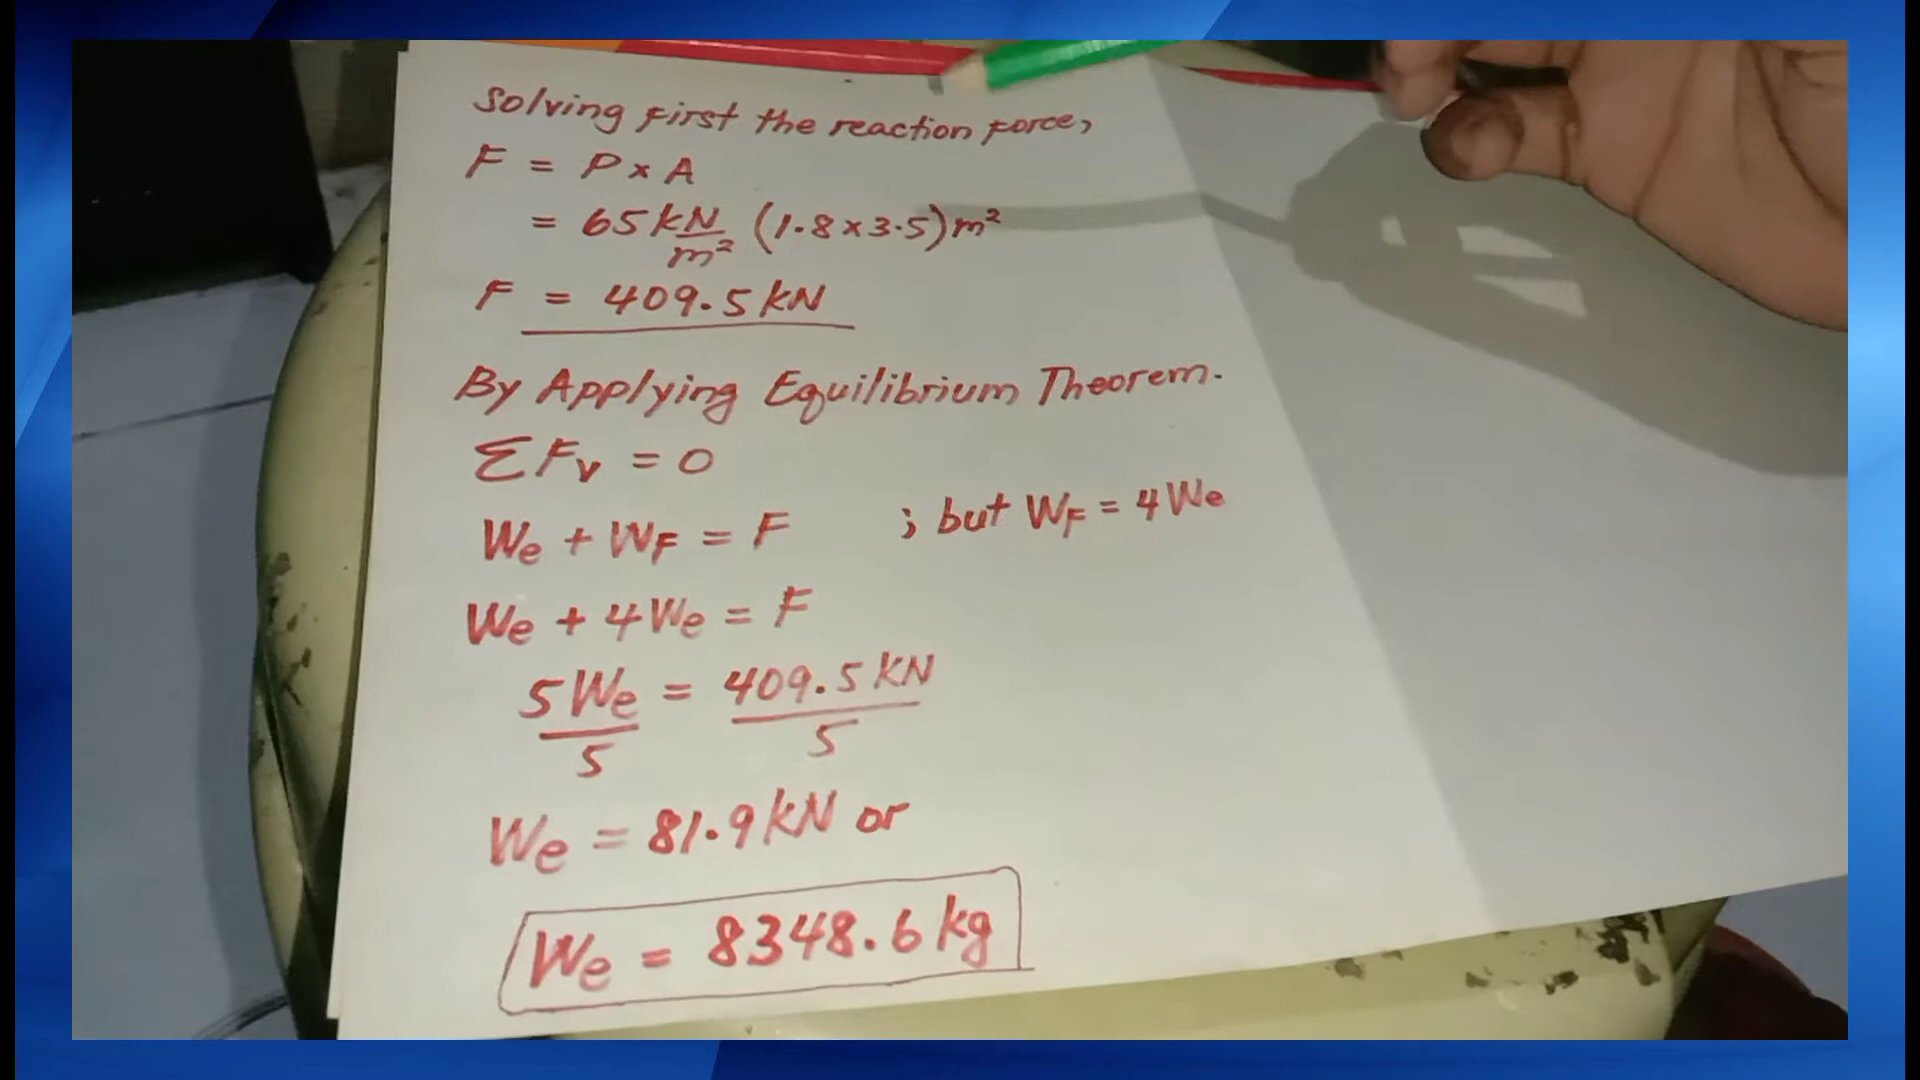 Solving first the reaction force,
F = P x A
= 65 kN/m² (1.8 x 3.5) m²
F = 409.5 kN
By Applying Equilibrium Theorem.
ΣFv = 0
We + WF = F ; but WF = 4We
We + 4We = F
5We/5 = 409.5 KN/5
We = 81.9 KN or
We = 8348.6 kg